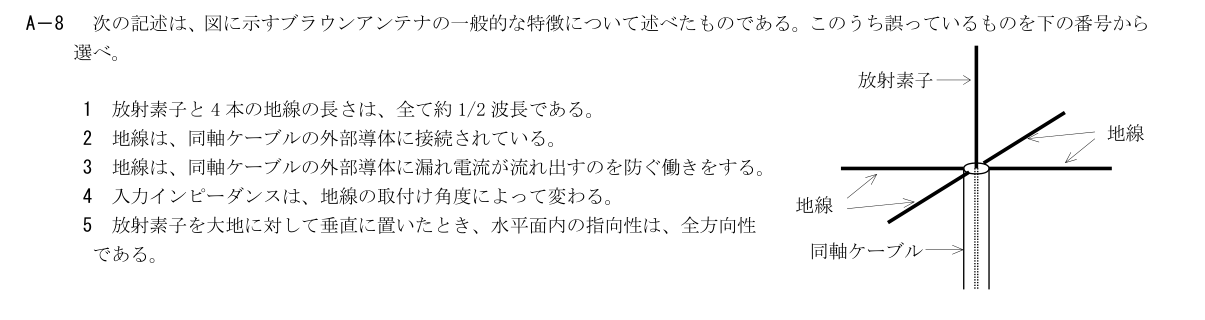 A－8　次の記述は、図に示すブラウンアンテナの一般的な特徴について述べたものである。このうち誤っているものを下の番号から
選べ。
1　放射素子と4本の地線の長さは、全て約1/2波長である。
2　地線は、同軸ケーブルの外部導体に接続されている。
3　地線は、同軸ケーブルの外部導体に漏れ電流が流れ出すのを防ぐ働きをする。
4　入力インピーダンスは、地線の取付け角度によって変わる。
5　放射素子を大地に対して垂直に置いたとき、水平面内の指向性は、全方向性
である。
放射素子
地線
地線
同軸ケーブル